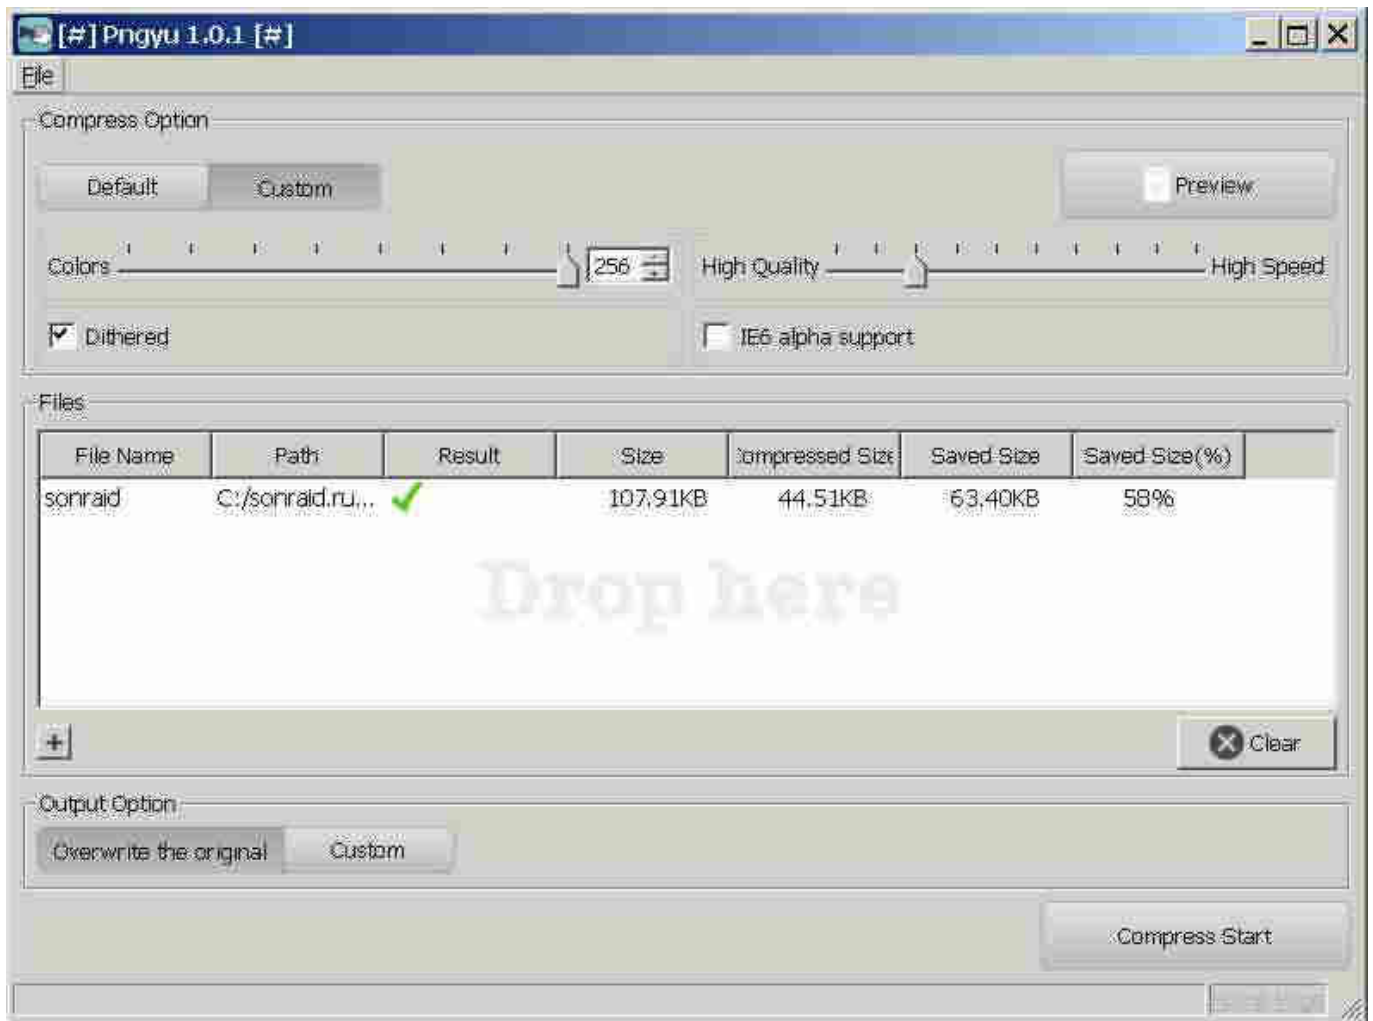 [#] Pngyu 1.0.1 [#]
File
Compress Option
Default Custom Preview
Colors 256 High Quality High Speed
Dithered IE6 alpha support
Files
File Name Path Result Size Compressed Size Saved Size Saved Size(%)
sonraid C:/sonraid.ru... 107.91KB 44.51KB 63.40KB 58%
Drop here
+ Clear
Output Option
Overwrite the original Custom
Compress Start